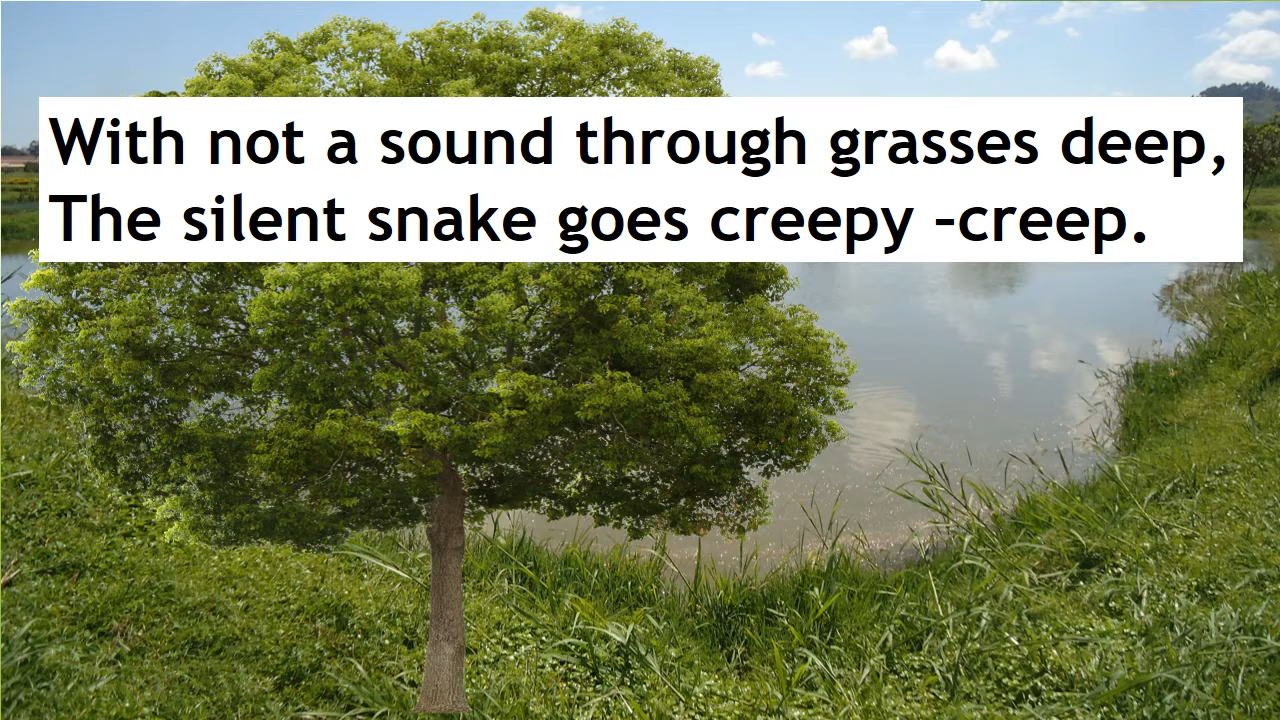 With not a sound through grasses deep,
The silent snake goes creepy –creep.